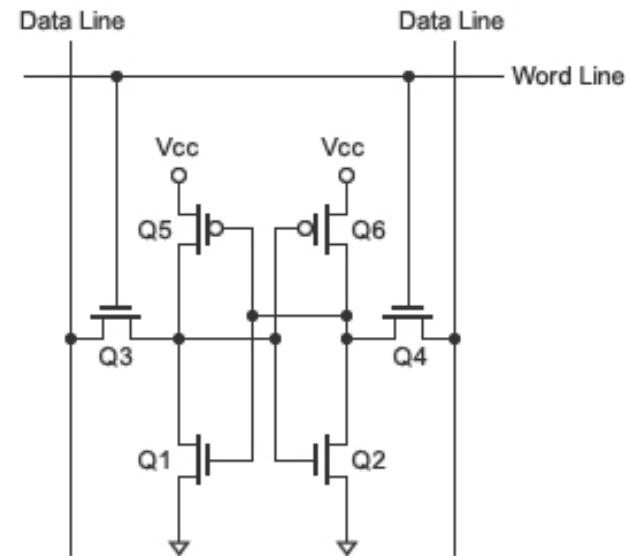 Data Line Data Line
Word Line
Vcc Vcc
Q5 Q6
Q3 Q4
Q1 Q2